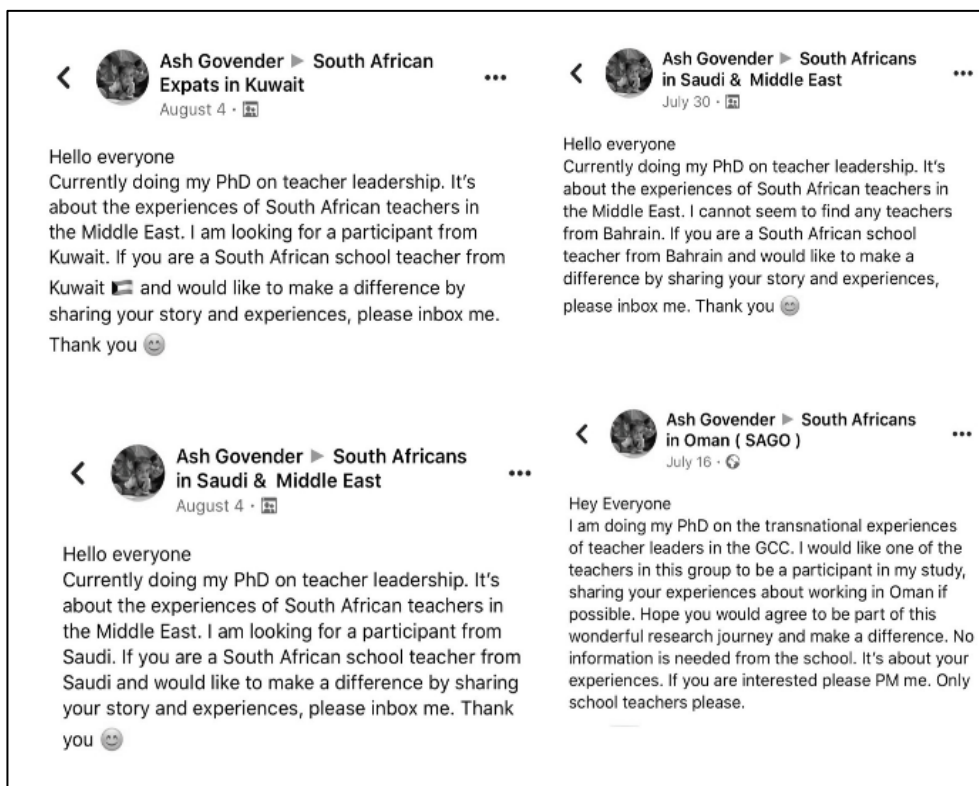 Ash Govender ▶ South African
Expats in Kuwait
August 4 ·
Hello everyone
Currently doing my PhD on teacher leadership. It's
about the experiences of South African teachers in
the Middle East. I am looking for a participant from
Kuwait. If you are a South African school teacher from
Kuwait 🇰🇼 and would like to make a difference by
sharing your story and experiences, please inbox me.
Thank you 😊
Ash Govender ▶ South Africans
in Saudi & Middle East
July 30 ·
Hello everyone
Currently doing my PhD on teacher leadership. It's
about the experiences of South African teachers in
the Middle East. I cannot seem to find any teachers
from Bahrain. If you are a South African school
teacher from Bahrain and would like to make a
difference by sharing your story and experiences,
please inbox me. Thank you 😊
Ash Govender ▶ South Africans
in Saudi & Middle East
August 4 ·
Hello everyone
Currently doing my PhD on teacher leadership. It's
about the experiences of South African teachers in
the Middle East. I am looking for a participant from
Saudi. If you are a South African school teacher from
Saudi and would like to make a difference by sharing
your story and experiences, please inbox me. Thank
you 😊
Ash Govender ▶ South Africans
in Oman ( SAGO )
July 16 ·
Hey Everyone
I am doing my PhD on the transnational experiences
of teacher leaders in the GCC. I would like one of the
teachers in this group to be a participant in my study,
sharing your experiences about working in Oman if
possible. Hope you would agree to be part of this
wonderful research journey and make a difference. No
information is needed from the school. It's about your
experiences. If you are interested please PM me. Only
school teachers please.